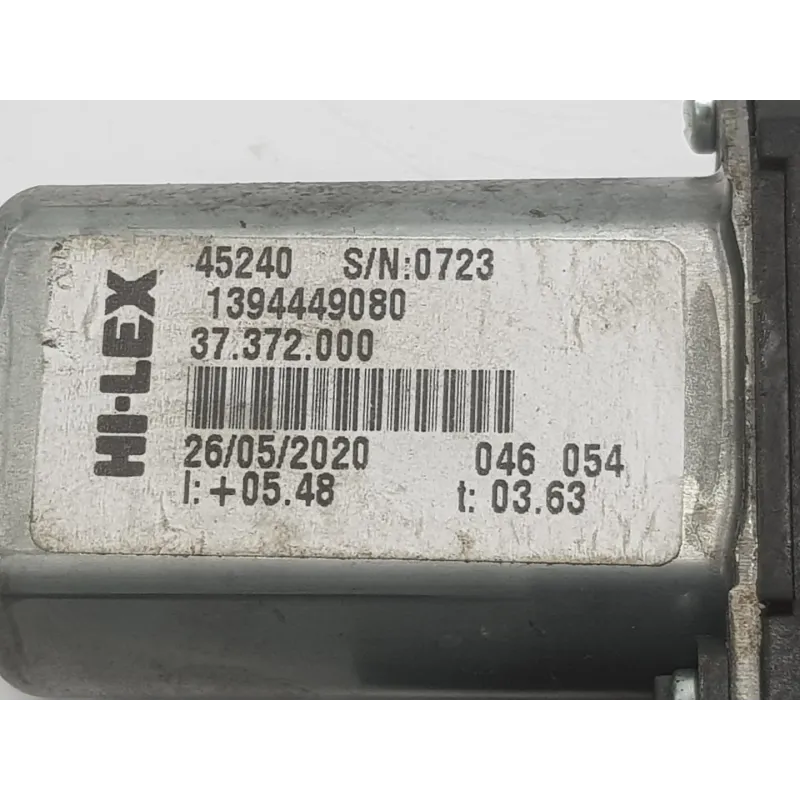 HI-LEX
45240 S/N:0723
1394449080
37.372.000
26/05/2020 046 054
I:+05.48 t: 03.63